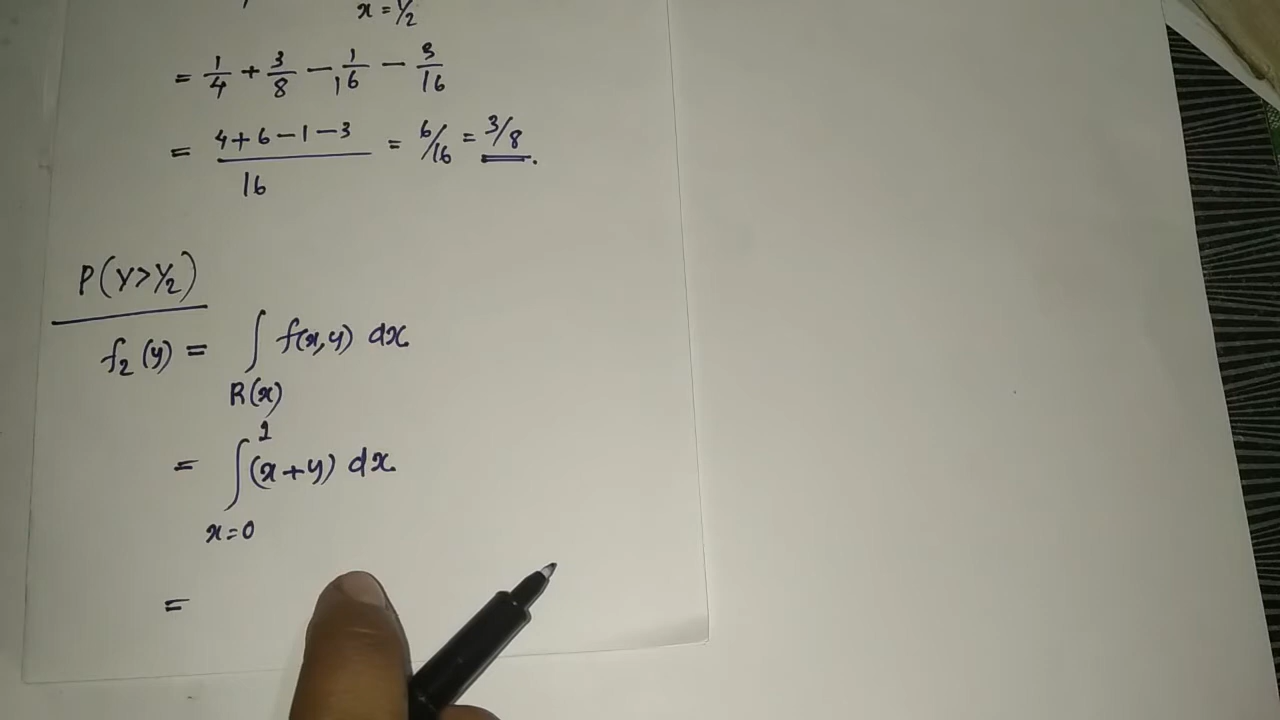 x = 1/2
= 1/4 + 3/8 - 1/16 - 3/16
= (4+6-1-3)/16 = 6/16 = 3/8.
P(Y>1/2)
f₂(y) = ∫_{R(x)} f(x,y) dx
= ∫_{x=0}^{1} (x+y) dx
=